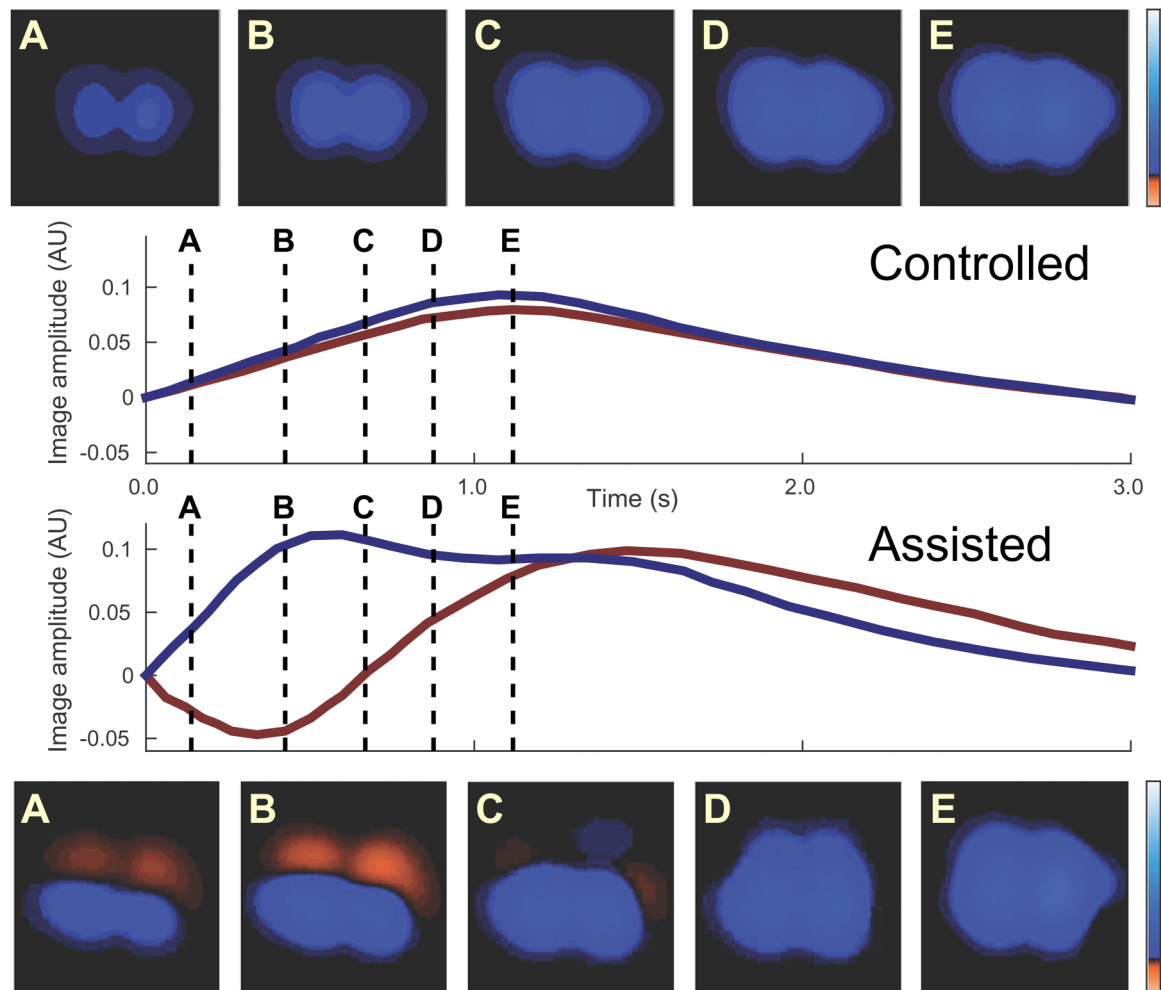 A B C D E
Image amplitude (AU)
A B C D E
Controlled
0.1
0.05
0
-0.05
0.0 1.0 2.0 3.0
Time (s)
Image amplitude (AU)
A B C D E
Assisted
0.1
0.05
0
-0.05
A B C D E